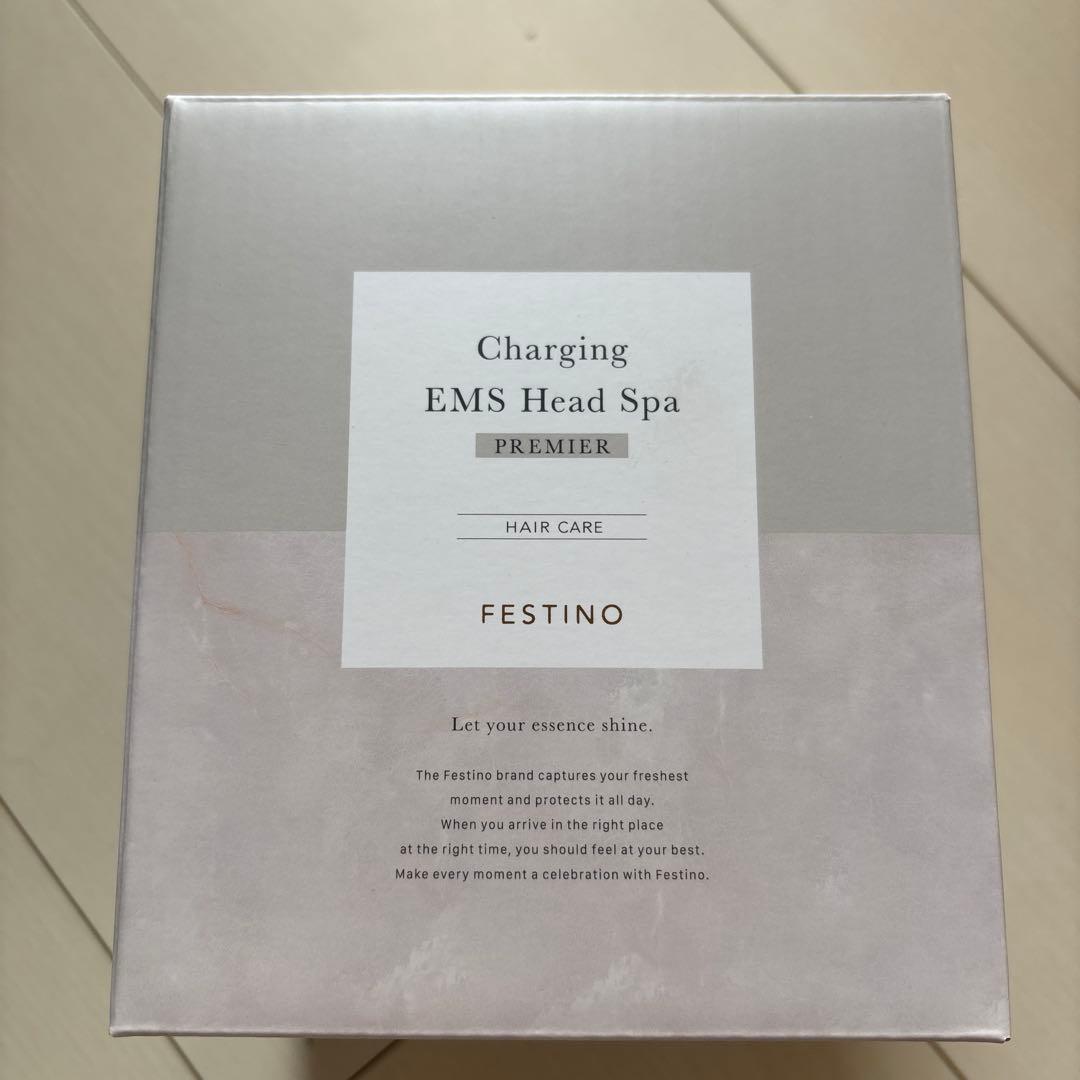 Charging
EMS Head Spa
PREMIER
HAIR CARE
FESTINO
Let your essence shine.
The Festino brand captures your freshest
moment and protects it all day.
When you arrive in the right place
at the right time, you should feel at your best.
Make every moment a celebration with Festino.